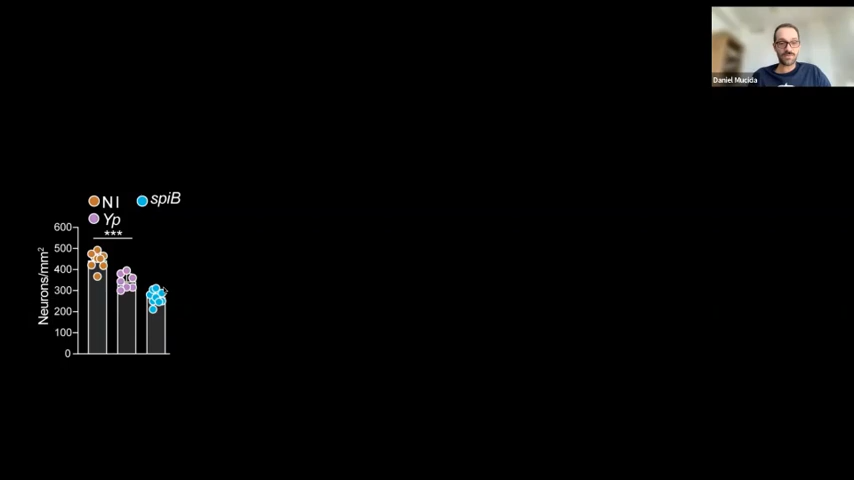 Daniel Mucida
NI spiB
Yp
***
600
500
400
300
200
100
0
Neurons/mm²